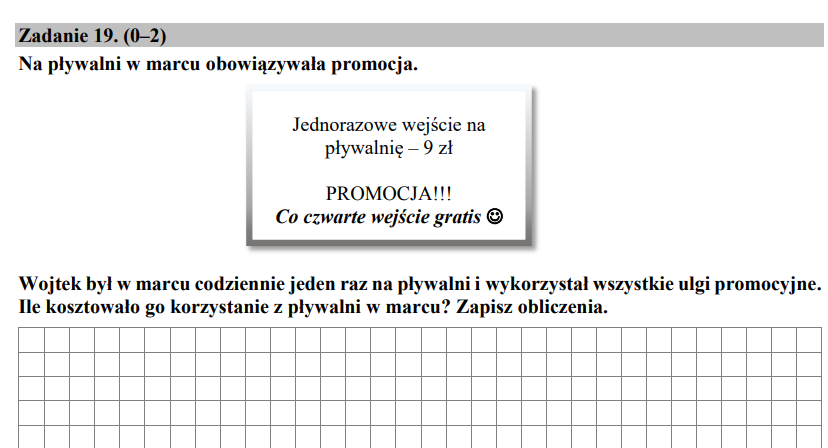 Zadanie 19. (0–2)
Na pływalni w marcu obowiązywała promocja.
Jednorazowe wejście na
pływalnię – 9 zł
PROMOCJA!!!
Co czwarte wejście gratis ☺
Wojtek był w marcu codziennie jeden raz na pływalni i wykorzystał wszystkie ulgi promocyjne.
Ile kosztowało go korzystanie z pływalni w marcu? Zapisz obliczenia.